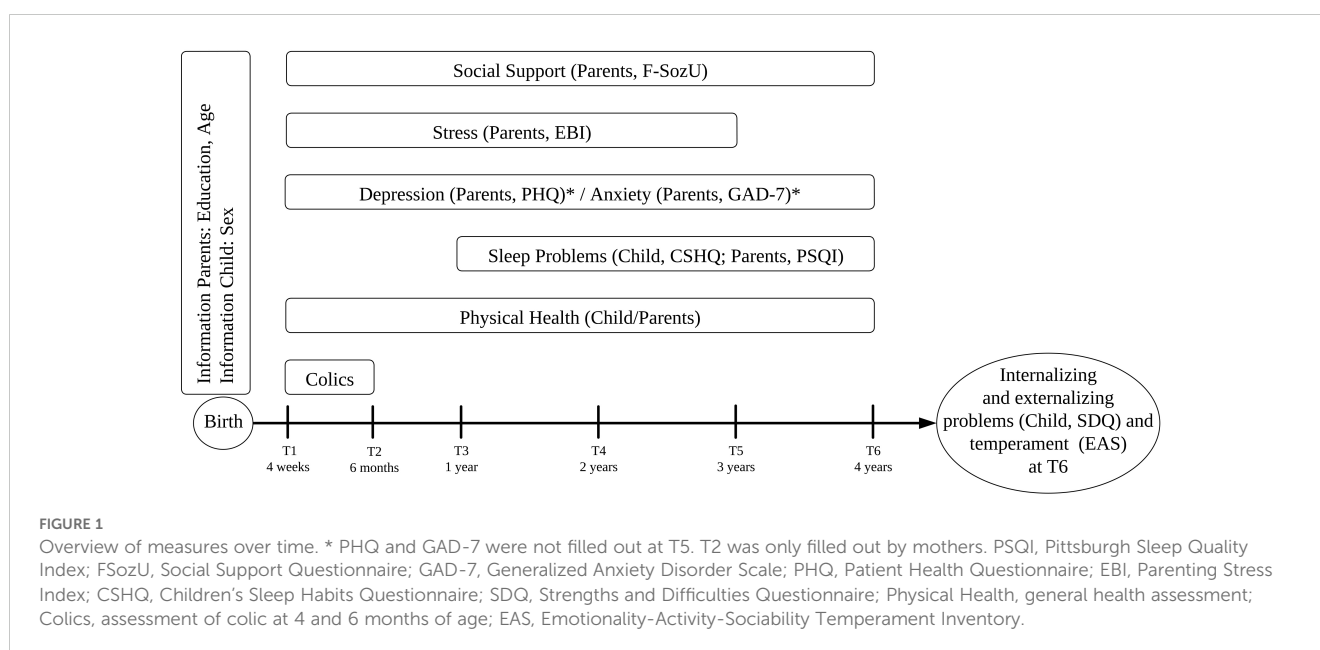 Information Parents: Education, Age
Information Child: Sex
Social Support (Parents, F-SozU)
Stress (Parents, EBI)
Depression (Parents, PHQ)* / Anxiety (Parents, GAD-7)*
Sleep Problems (Child, CSHQ; Parents, PSQI)
Physical Health (Child/Parents)
Colics
Birth
T1
4 weeks
T2
6 months
T3
1 year
T4
2 years
T5
3 years
T6
4 years
Internalizing
and externalizing
problems (Child, SDQ) and
temperament (EAS)
at T6
FIGURE 1
Overview of measures over time. * PHQ and GAD-7 were not filled out at T5. T2 was only filled out by mothers. PSQI, Pittsburgh Sleep Quality
Index; FSozU, Social Support Questionnaire; GAD-7, Generalized Anxiety Disorder Scale; PHQ, Patient Health Questionnaire; EBI, Parenting Stress
Index; CSHQ, Children's Sleep Habits Questionnaire; SDQ, Strengths and Difficulties Questionnaire; Physical Health, general health assessment;
Colics, assessment of colic at 4 and 6 months of age; EAS, Emotionality-Activity-Sociability Temperament Inventory.